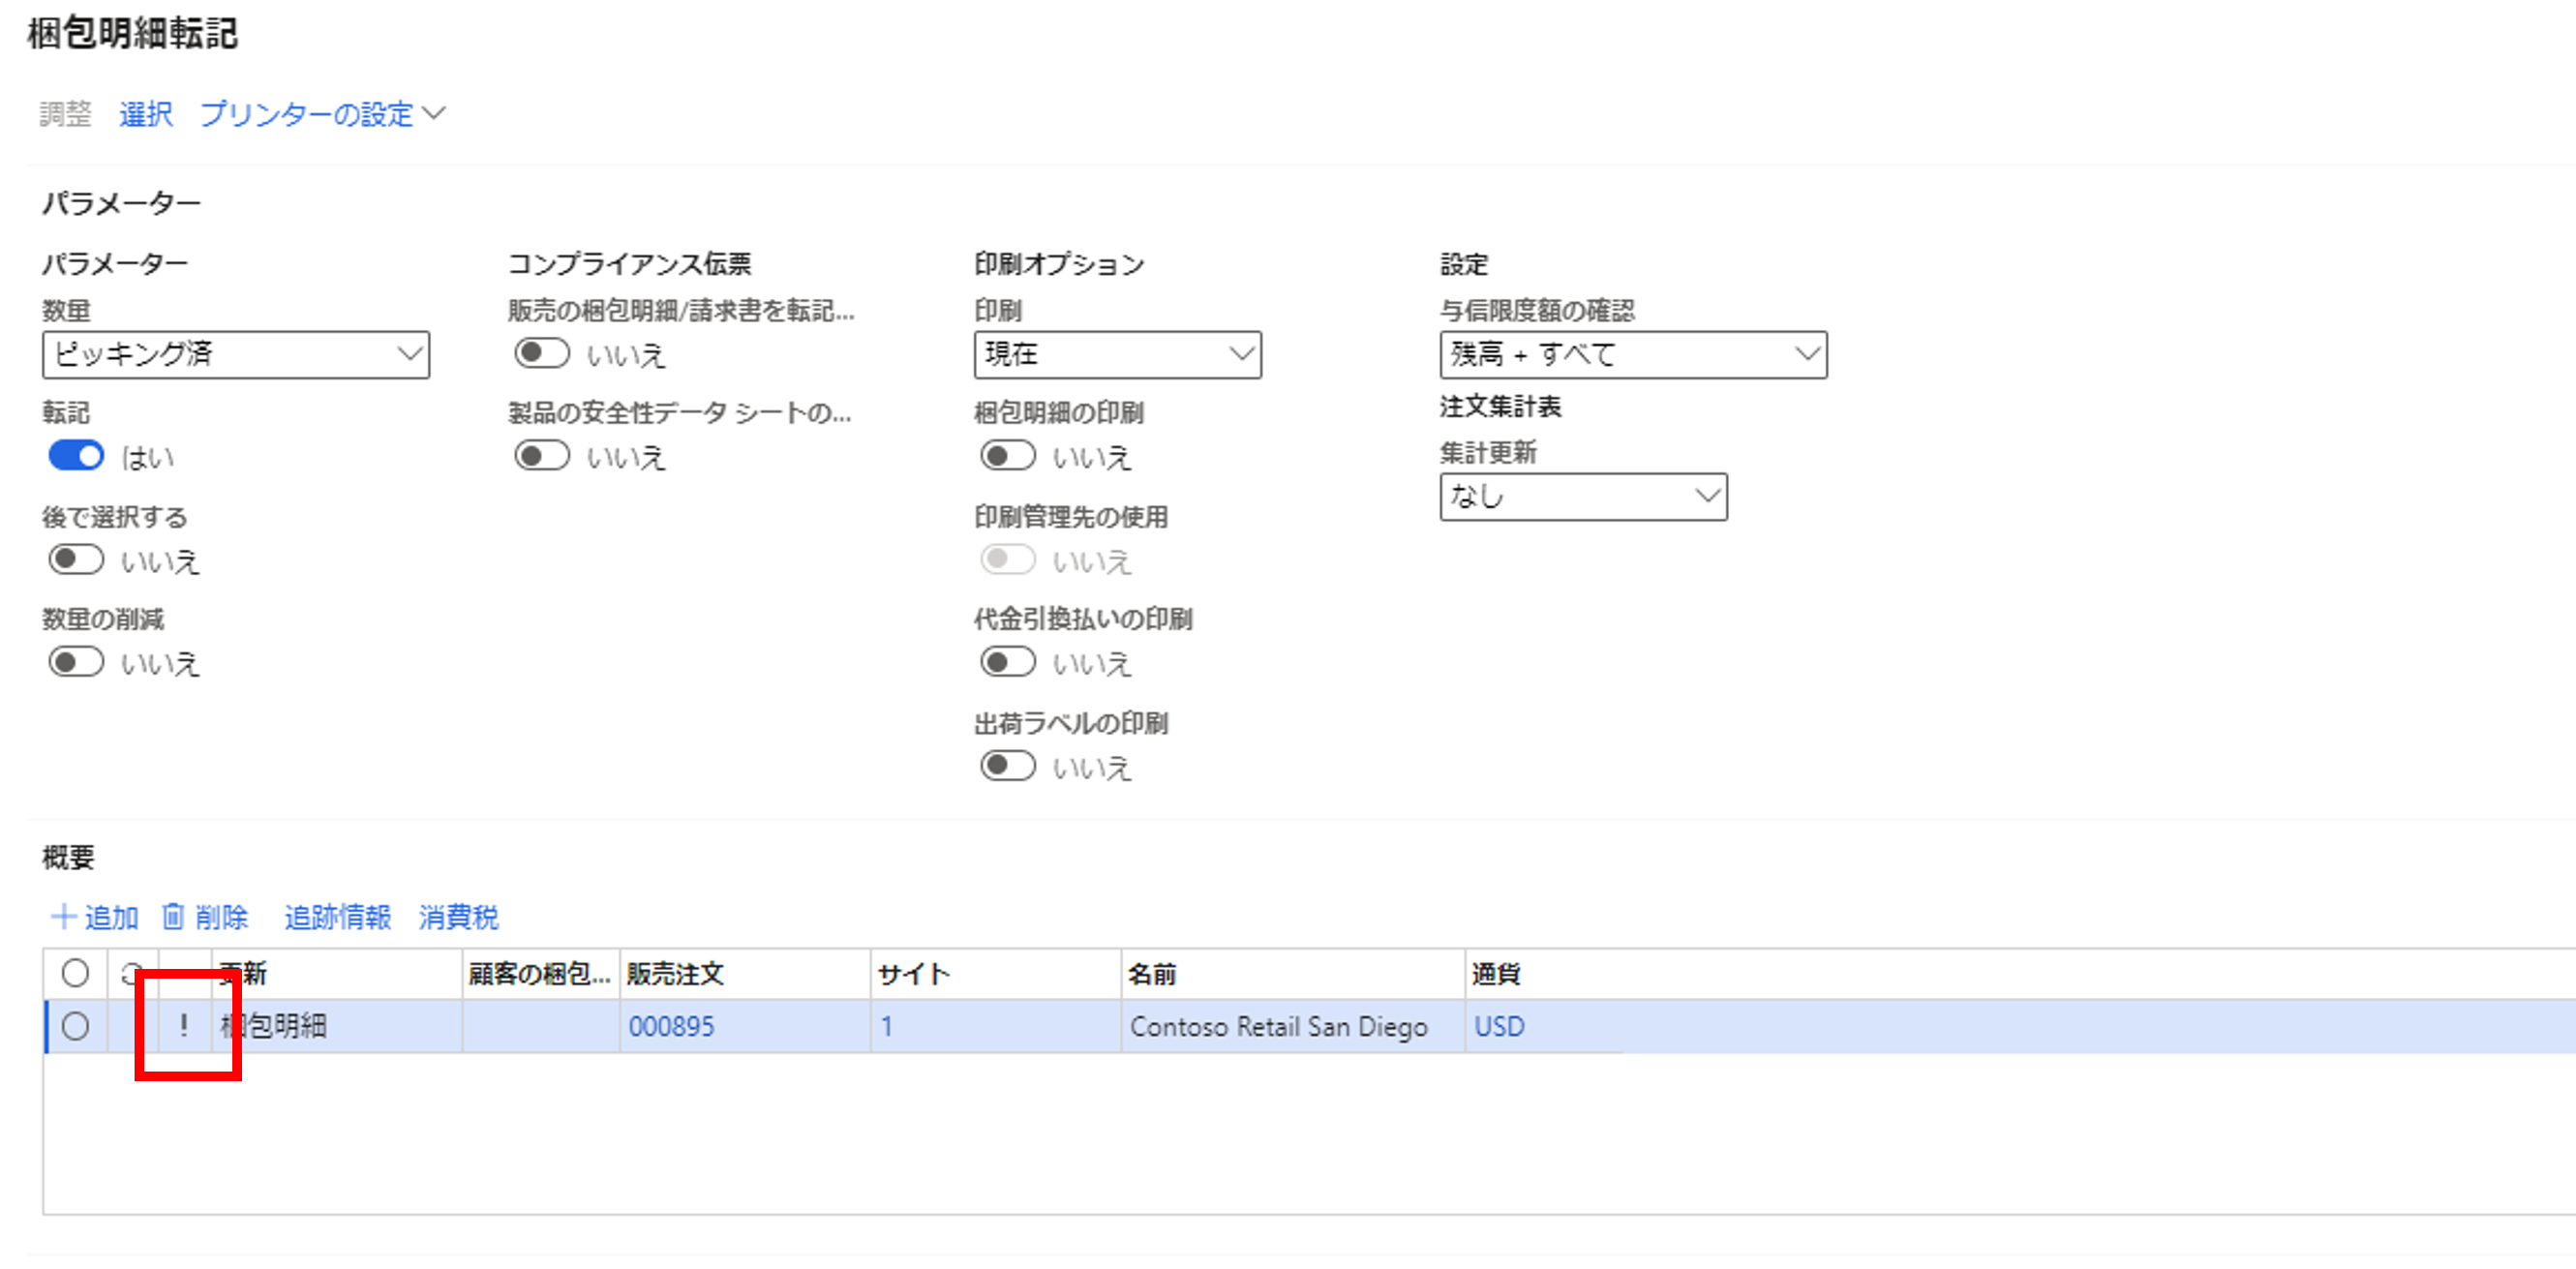 梱包明細転記
調整 選択 プリンターの設定
パラメーター
パラメーター
数量
ピッキング済
転記
はい
後で選択する
いいえ
数量の削減
いいえ
コンプライアンス伝票
販売の梱包明細/請求書を転記...
いいえ
製品の安全性データ シートの...
いいえ
印刷オプション
印刷
現在
梱包明細の印刷
いいえ
印刷管理先の使用
いいえ
代金引換払いの印刷
いいえ
出荷ラベルの印刷
いいえ
設定
与信限度額の確認
残高 + すべて
注文集計表
集計更新
なし
概要
追加 削除 追跡情報 消費税
更新 顧客の梱包... 販売注文 サイト 名前 通貨
! 梱包明細 000895 1 Contoso Retail San Diego USD